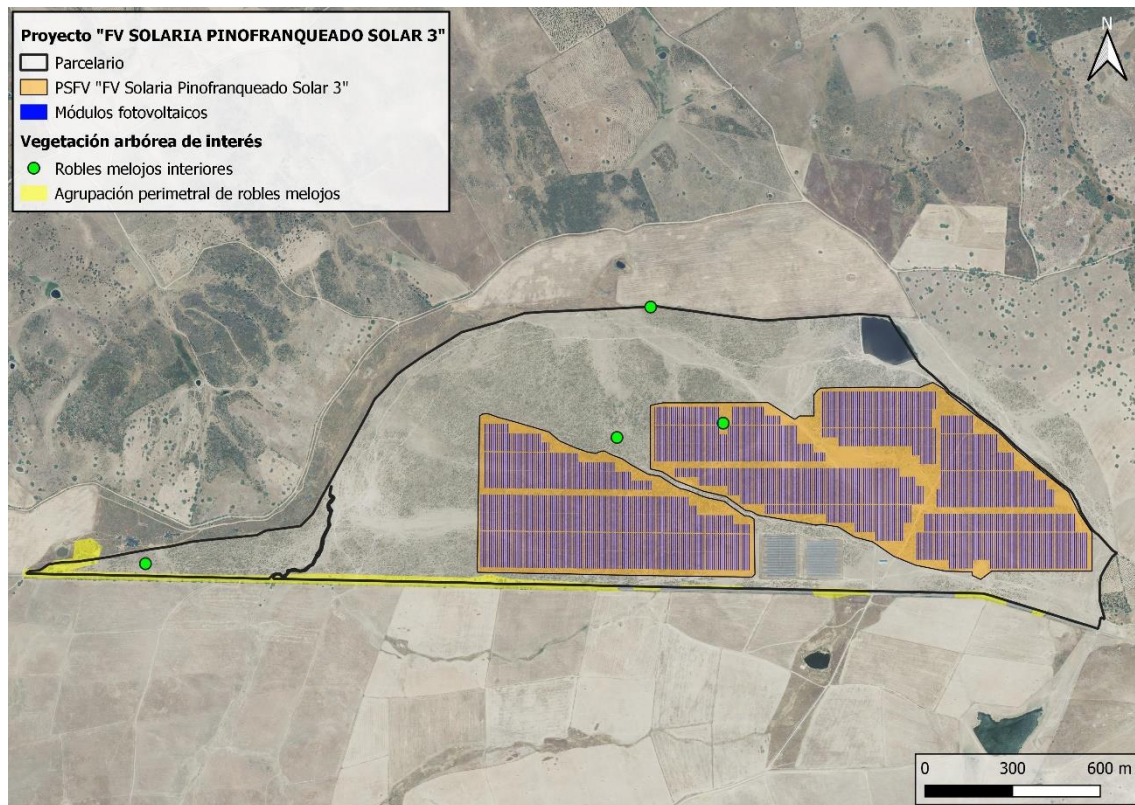 Proyecto "FV SOLARIA PINOFRANQUEADO SOLAR 3"
Parcelario
PSFV "FV Solaria Pinofranqueado Solar 3"
Módulos fotovoltaicos
Vegetación arbórea de interés
Robles melojos interiores
Agrupación perimetral de robles melojos
N
0 300 600 m